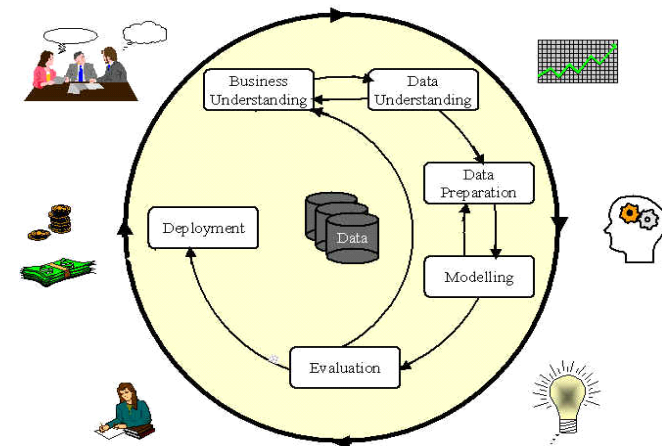 Business
Understanding
Data
Understanding
Data
Preparation
Deployment
Data
Modelling
Evaluation